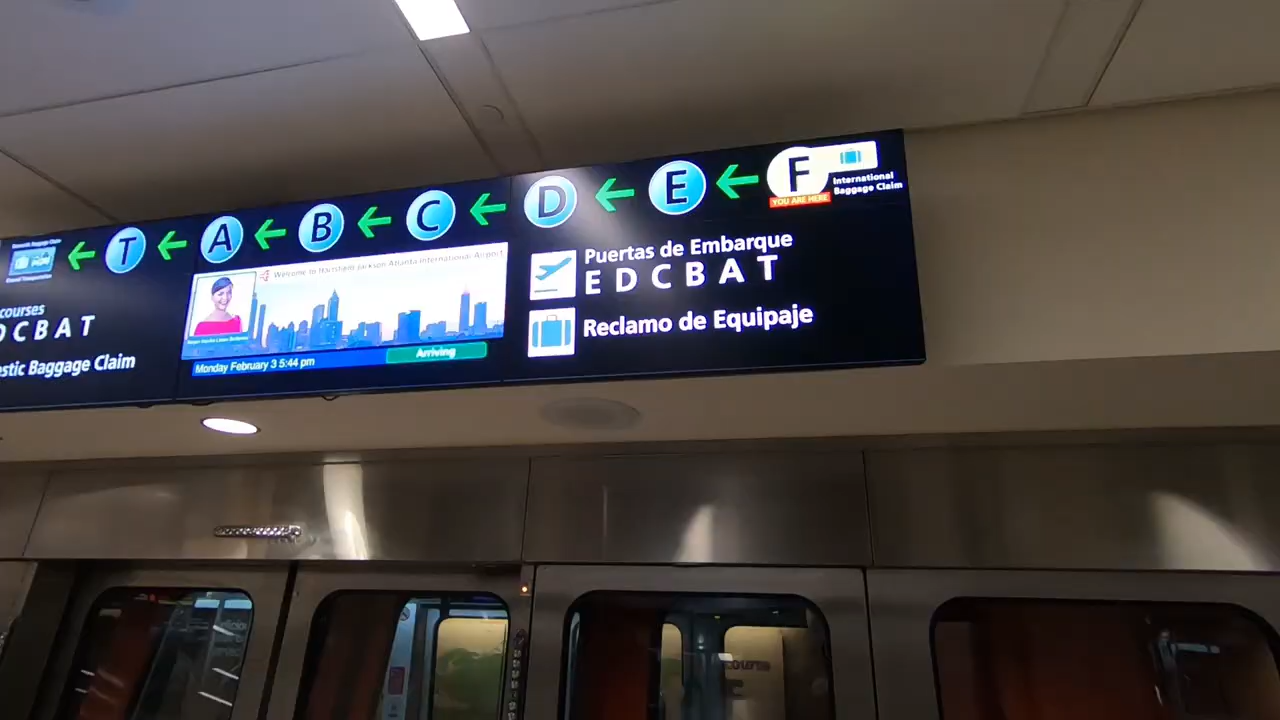 T A B C D E F
YOU ARE HERE
International
Baggage Claim
courses
DCBAT
estic Baggage Claim
Welcome to Hartsfield Jackson Atlanta International Airport
Monday February 3 5:44 pm
Arriving
Puertas de Embarque
E D C B A T
Reclamo de Equipaje